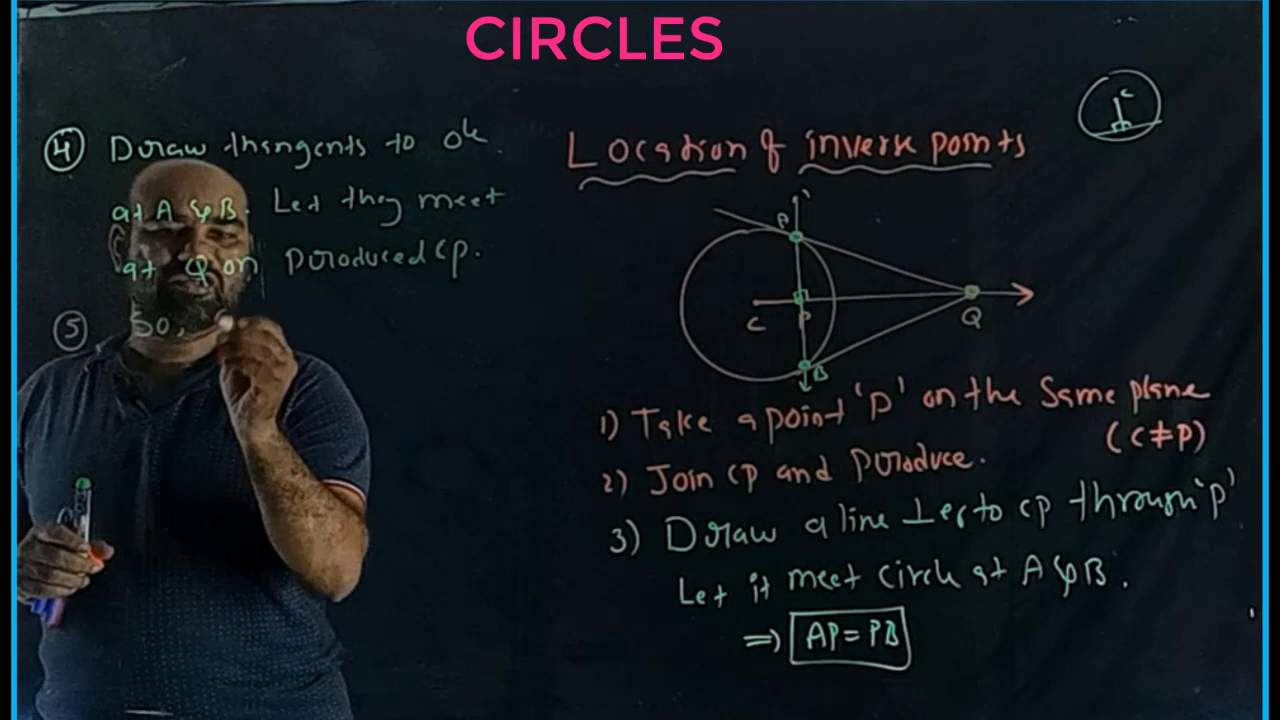 CIRCLES
4 Draw thengents to ok.
at A & B. Let they meet
at Q on produced CP.
5 So,
Location of inverse points
C
A
C P Q
B
1) Take a point 'P' on the same plane
(C≠P)
2) Join CP and Produce.
3) Draw a line ⊥er to CP through 'P'
Let it meet circle at A & B.
⇒ AP = PB